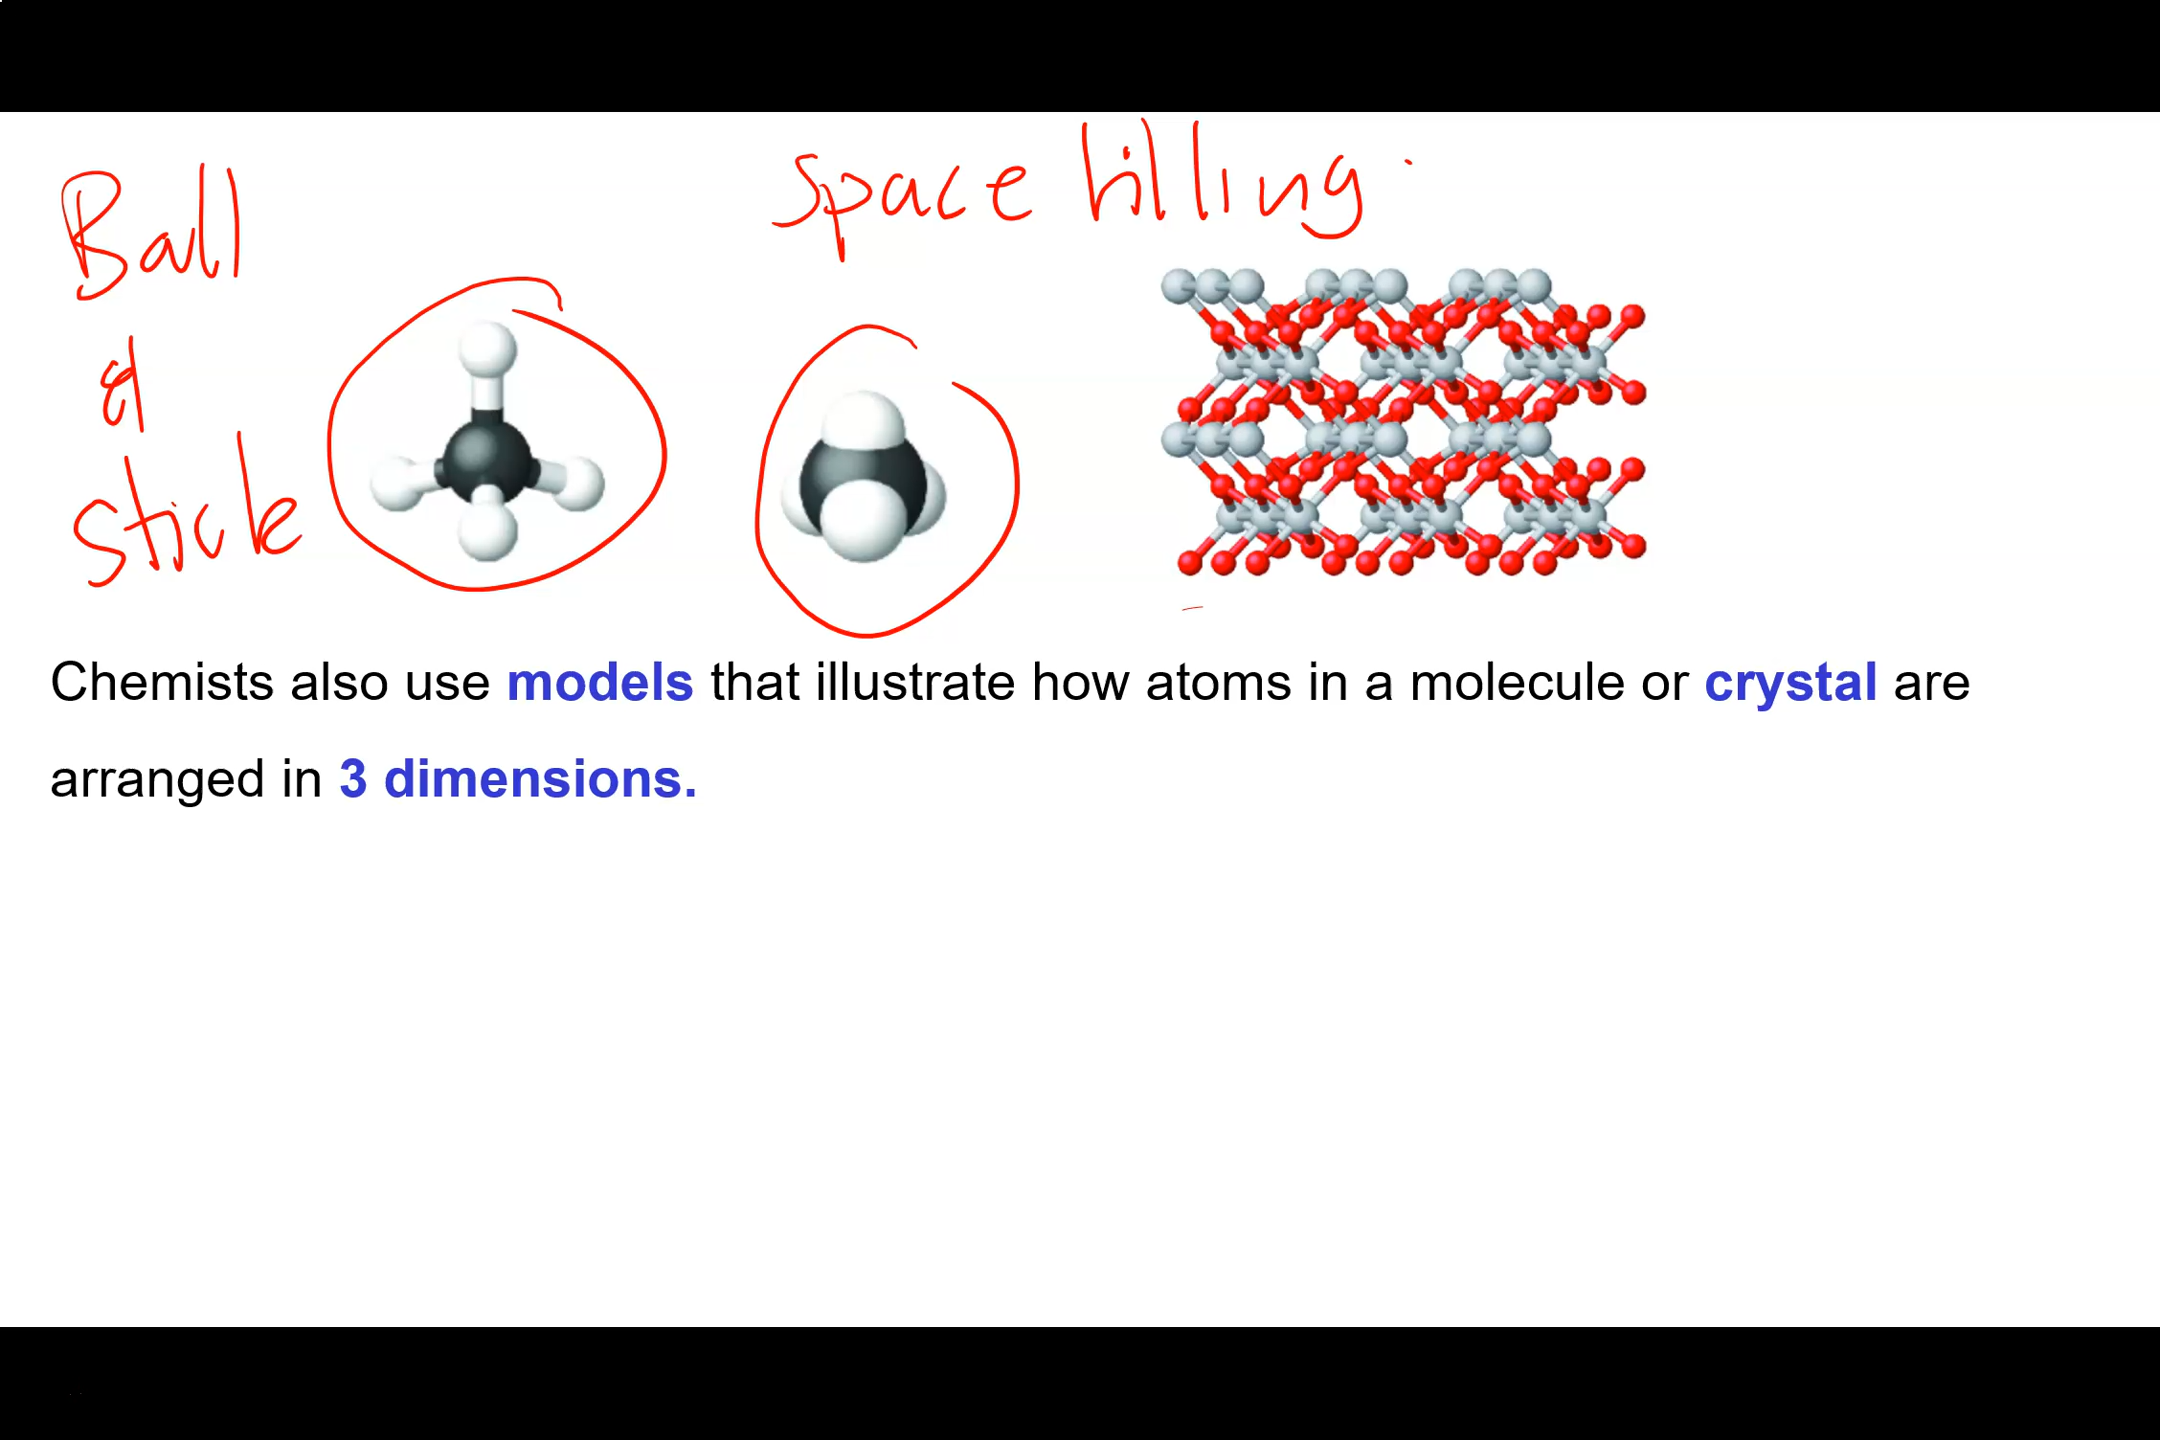 Ball
&
stick
space filling.
Chemists also use models that illustrate how atoms in a molecule or crystal are
arranged in 3 dimensions.